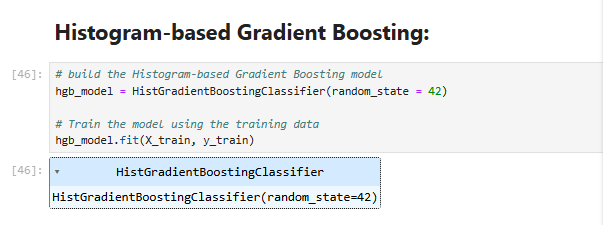 Histogram-based Gradient Boosting:
[46]: # build the Histogram-based Gradient Boosting model
hgb_model = HistGradientBoostingClassifier(random_state = 42)
# Train the model using the training data
hgb_model.fit(X_train, y_train)
[46]: ▾ HistGradientBoostingClassifier
HistGradientBoostingClassifier(random_state=42)